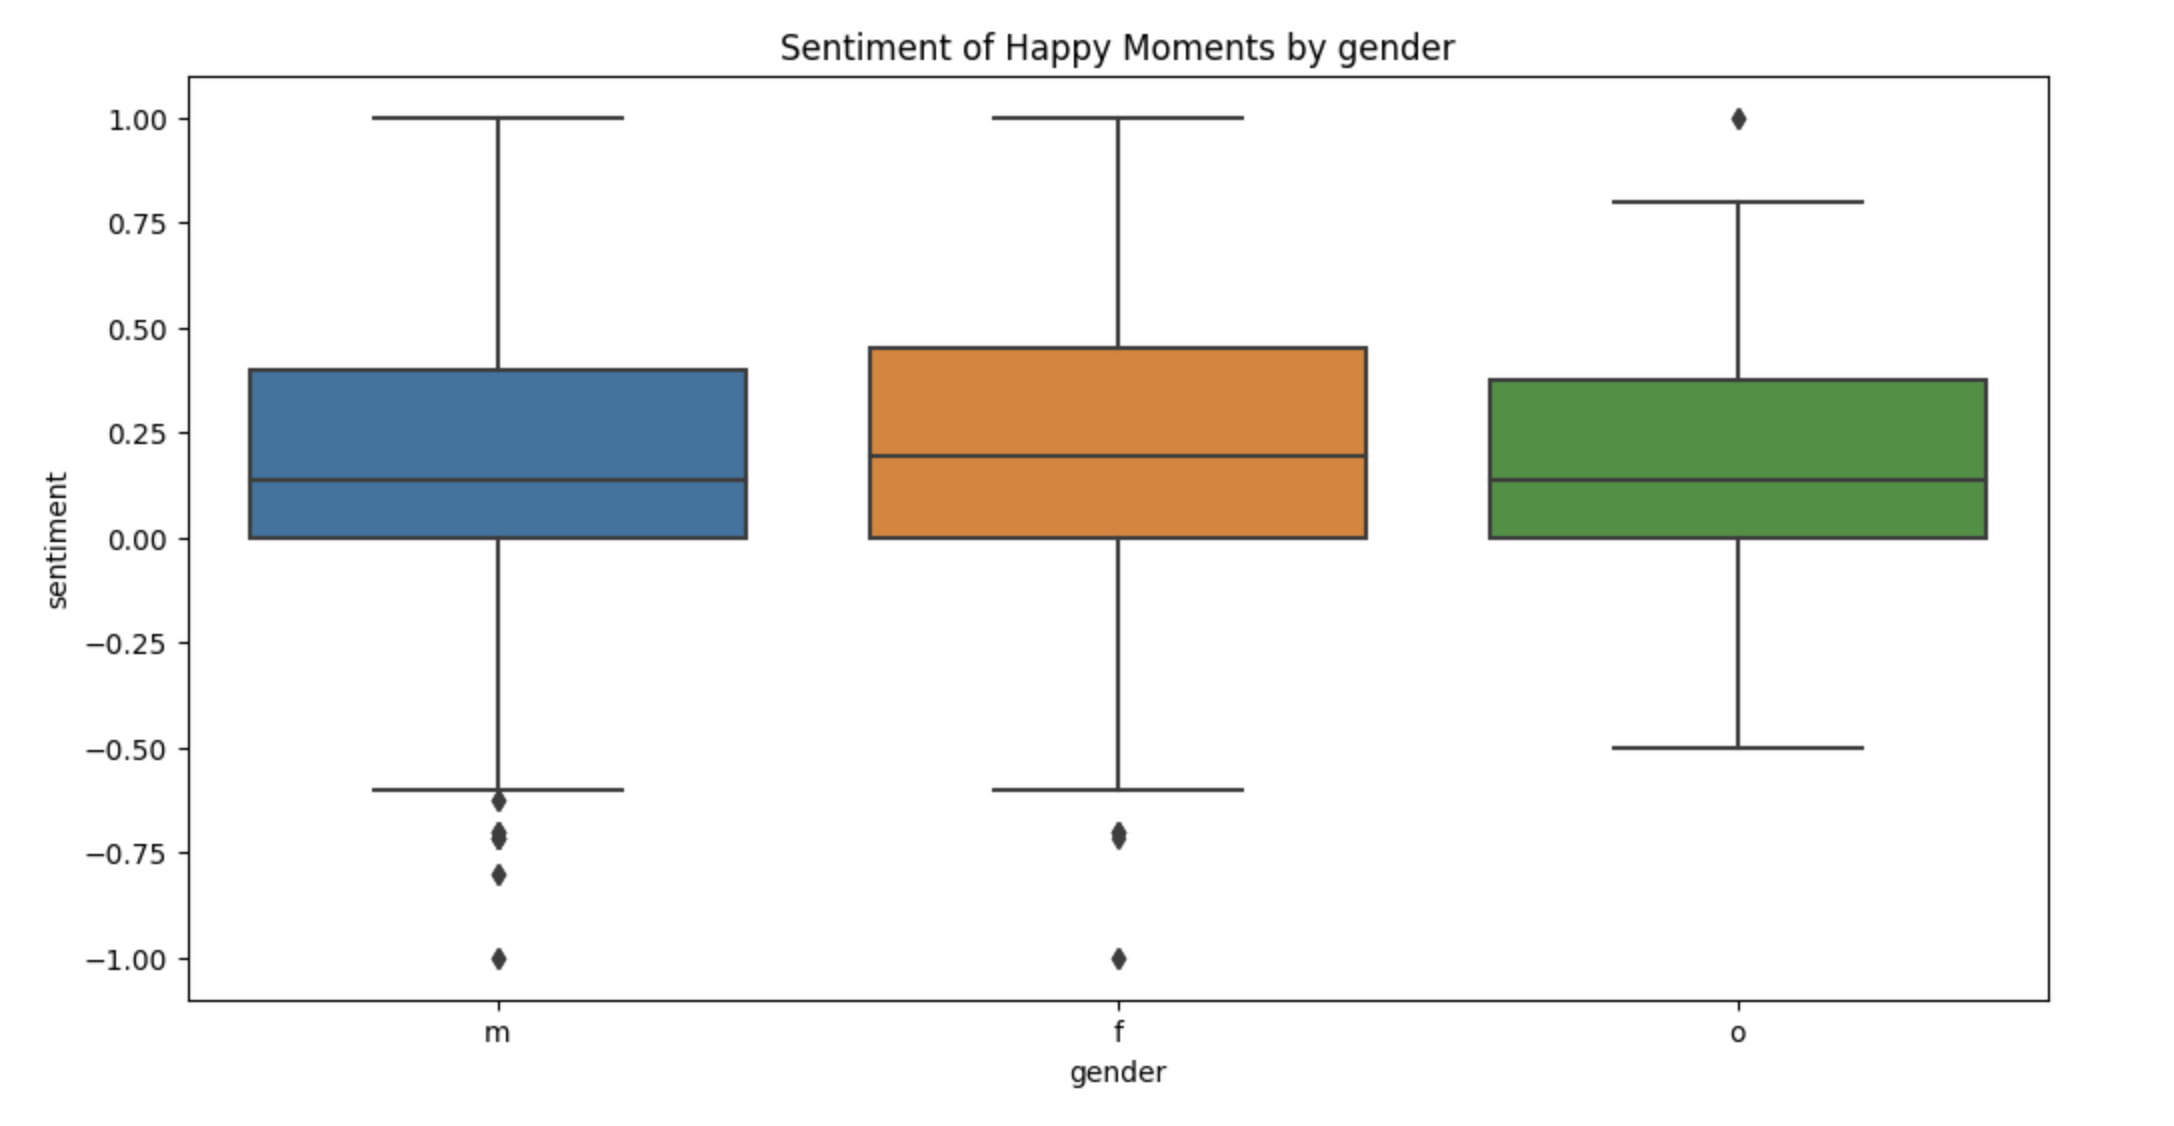 Sentiment of Happy Moments by gender
1.00
0.75
0.50
0.25
0.00
−0.25
−0.50
−0.75
−1.00
sentiment
m f o
gender